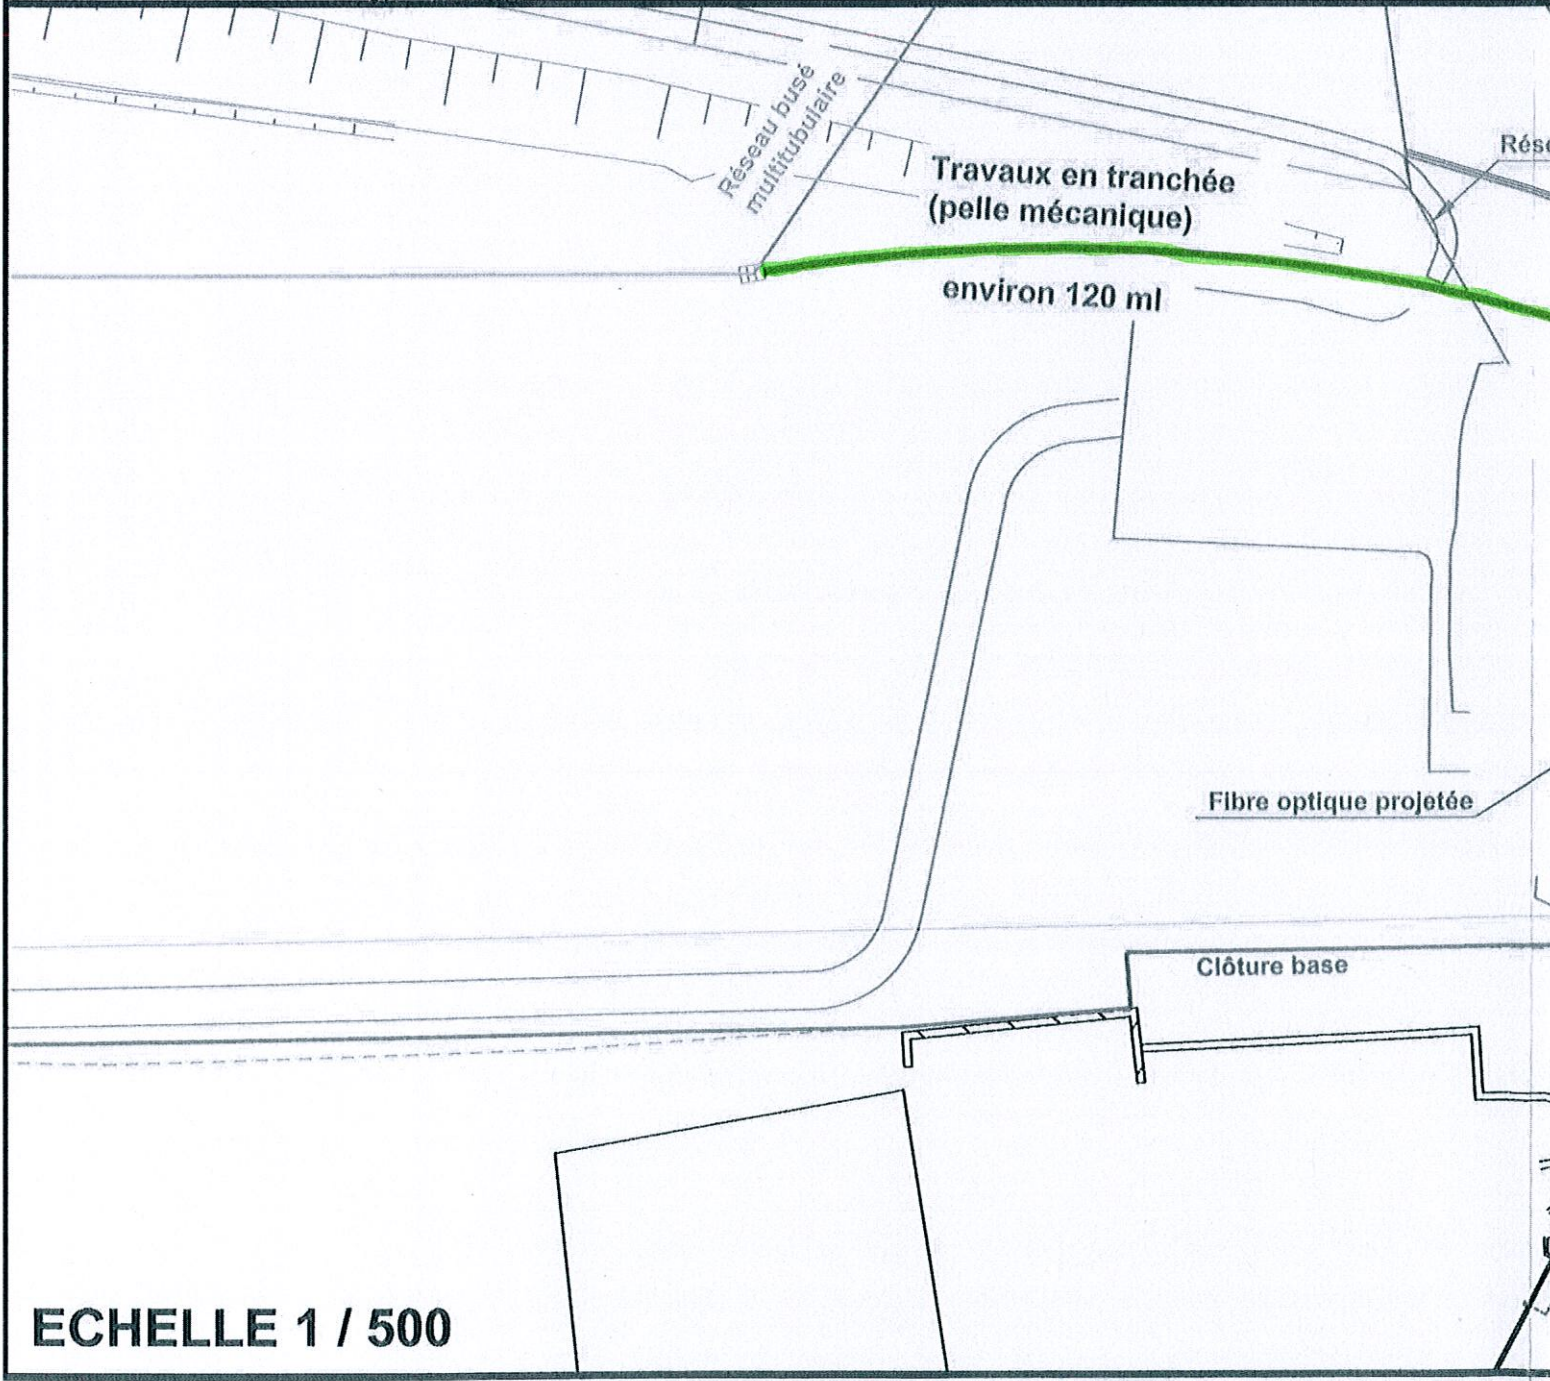 Réseau busé
multitubulaire
Travaux en tranchée
(pelle mécanique)
environ 120 ml
Fibre optique projetée
Clôture base
ECHELLE 1 / 500